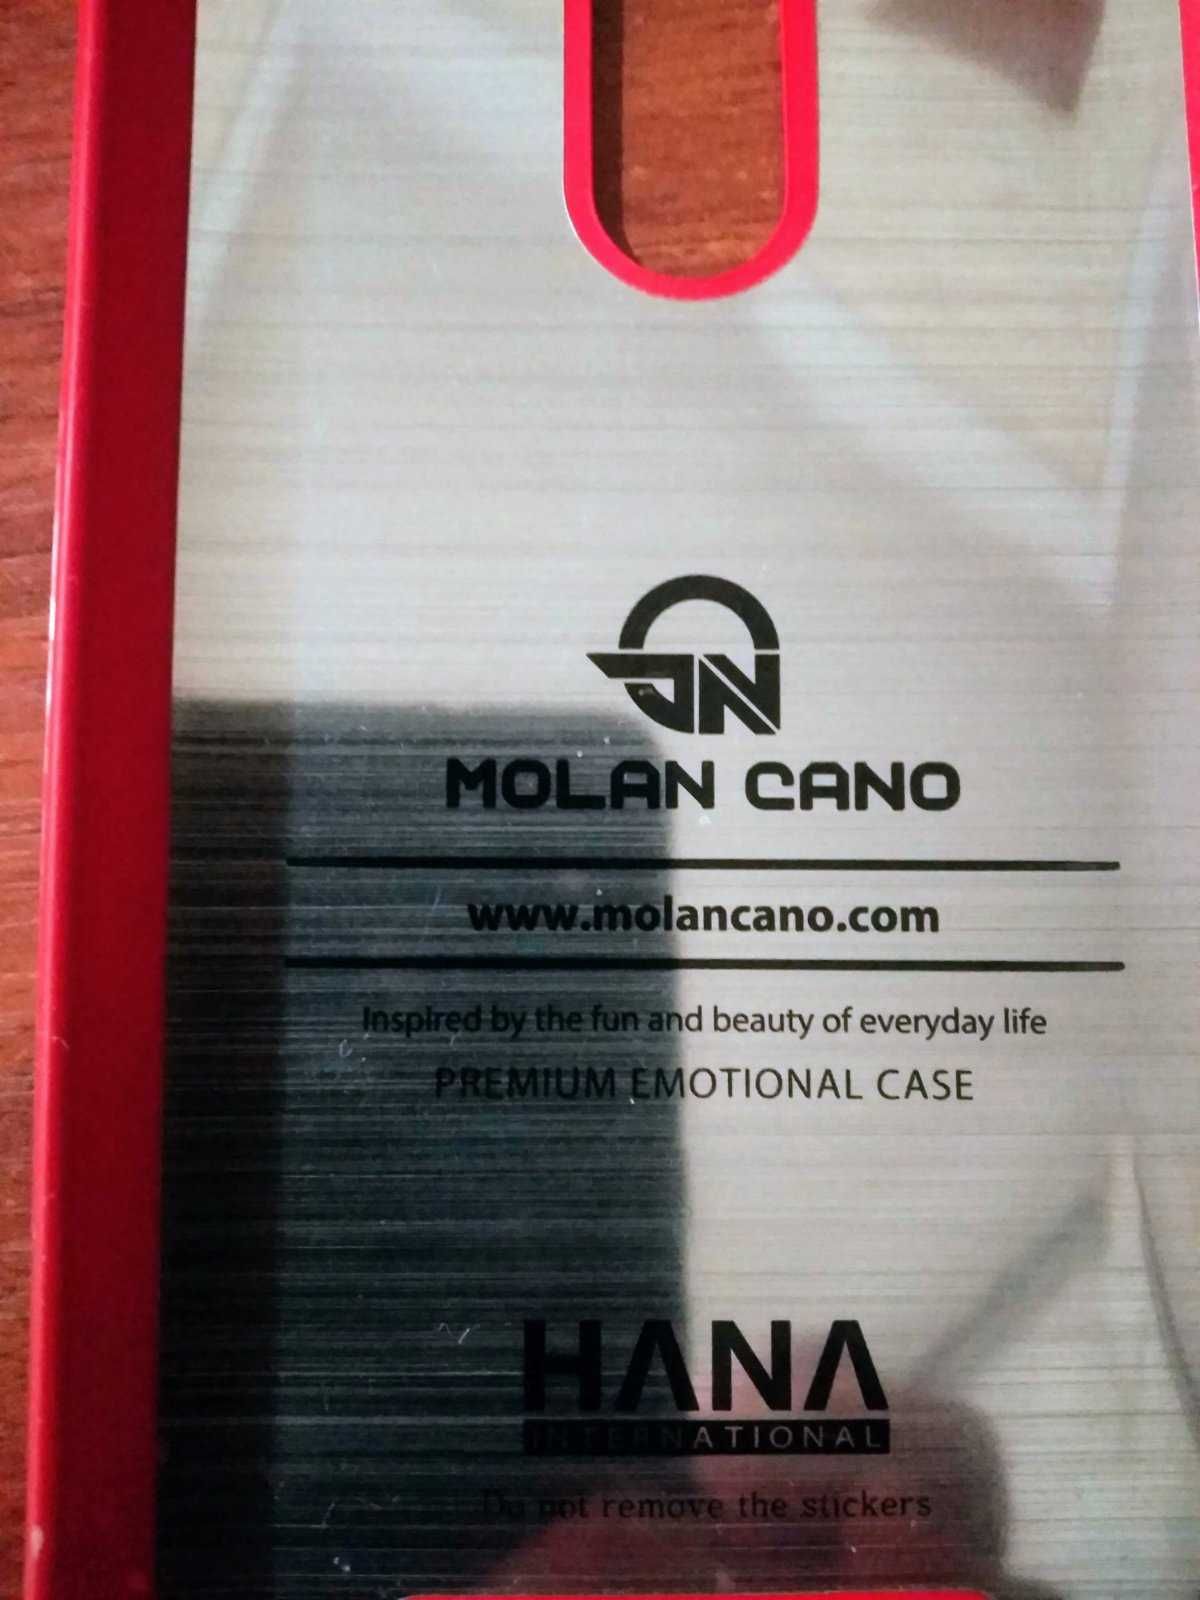 MOLAN CANO
www.molancano.com
Inspired by the fun and beauty of everyday life
PREMIUM EMOTIONAL CASE
HANA
INTERNATIONAL
Do not remove the stickers